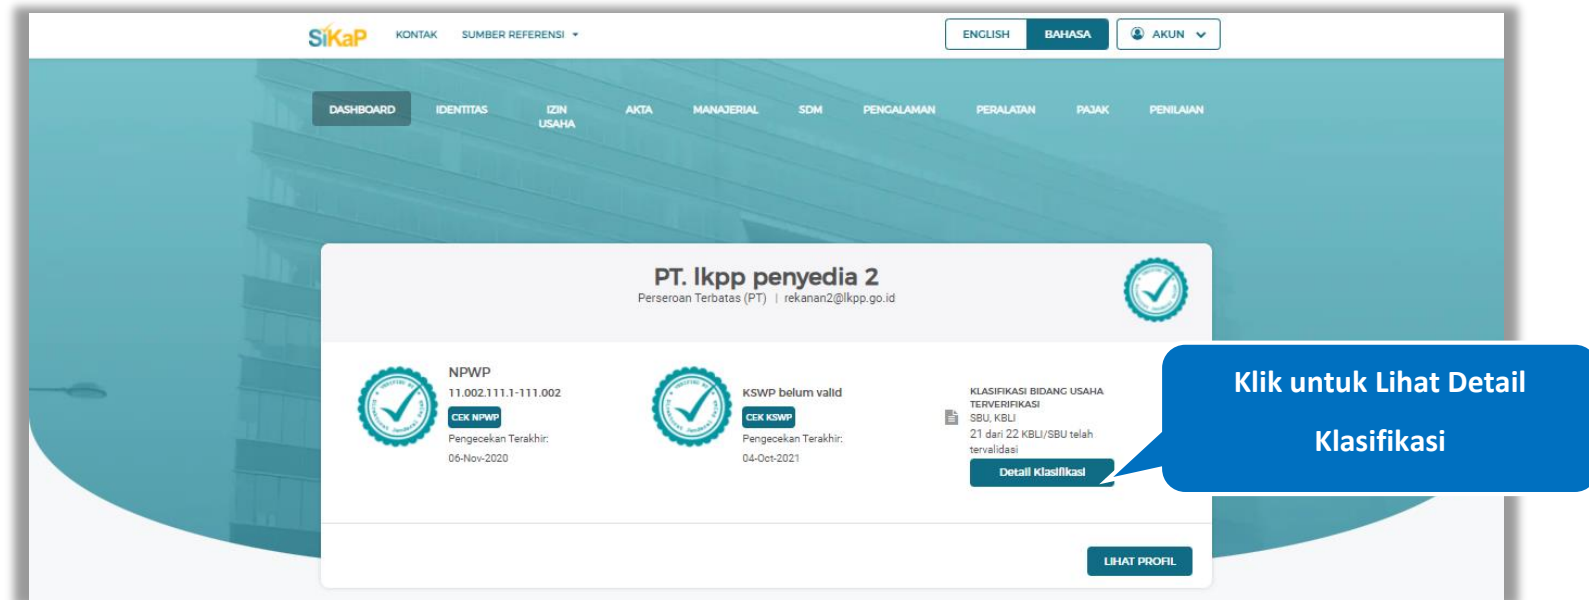 SiKaP
KONTAK
SUMBER REFERENSI
ENGLISH
BAHASA
AKUN
DASHBOARD
IDENTITAS
IZIN
USAHA
AKTA
MANAJERIAL
SDM
PENGALAMAN
PERALATAN
PAJAK
PENILAIAN
PT. lkpp penyedia 2
Perseroan Terbatas (PT) | rekanan2@lkpp.go.id
NPWP
11.002.111.1-111.002
CEK NPWP
Pengecekan Terakhir:
06-Nov-2020
KSWP belum valid
CEK KSWP
Pengecekan Terakhir:
04-Oct-2021
KLASIFIKASI BIDANG USAHA
TERVERIFIKASI
SBU, KBLI
21 dari 22 KBLI/SBU telah
tervalidasi
Detail Klasifikasi
Klik untuk Lihat Detail
Klasifikasi
LIHAT PROFIL